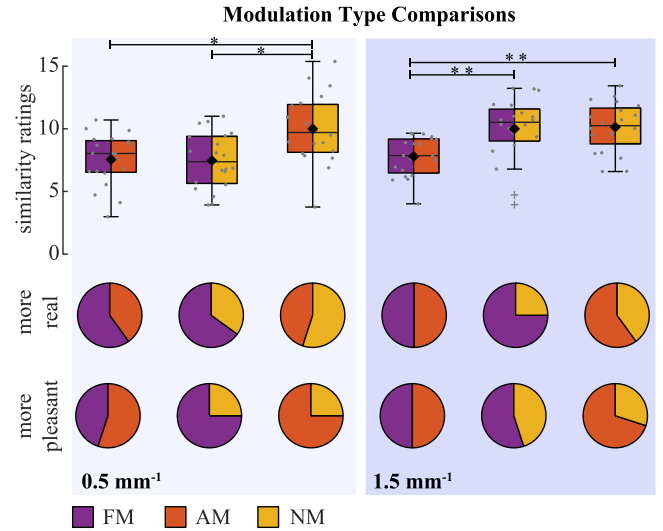 Modulation Type Comparisons
*
*
* *
* *
similarity ratings
15
10
5
0
more
real
more
pleasant
0.5 mm⁻¹
1.5 mm⁻¹
FM
AM
NM